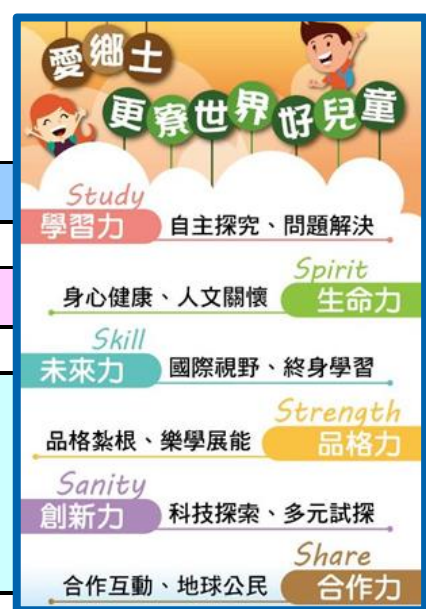 愛鄉土
更寮世界好兒童
Study
學習力 自主探究、問題解決
Spirit
身心健康、人文關懷 生命力
Skill
未來力 國際視野、終身學習
Strength
品格紮根、樂學展能 品格力
Sanity
創新力 科技探索、多元試探
Share
合作互動、地球公民 合作力